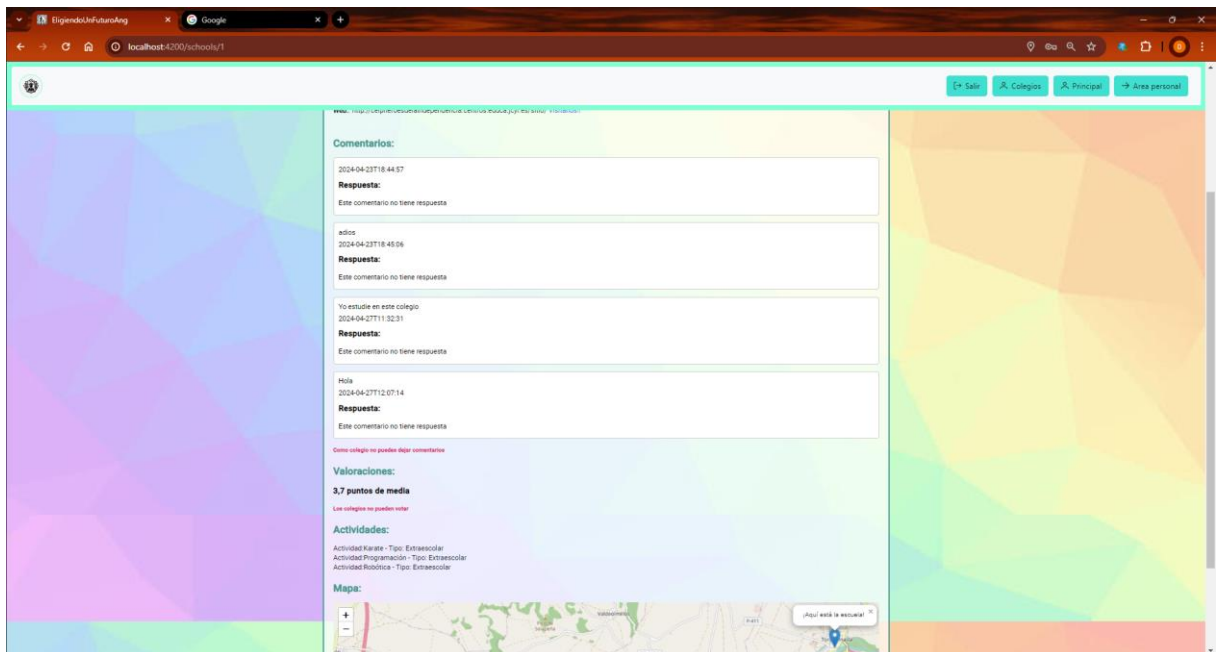 EligiendoUnFuturoAng
Google
localhost:4200/schools/1
Salir
Colegios
Principal
Area personal
Comentarios:
2024-04-23T18:44:57
Respuesta:
Este comentario no tiene respuesta
adios
2024-04-23T18:45:06
Respuesta:
Este comentario no tiene respuesta
Yo estudie en este colegio
2024-04-27T11:32:31
Respuesta:
Este comentario no tiene respuesta
Hola
2024-04-27T12:07:14
Respuesta:
Este comentario no tiene respuesta
Como colegio no puedes dejar comentarios
Valoraciones:
3,7 puntos de media
Los colegios no pueden votar
Actividades:
Actividad:Karate - Tipo: Extraescolar
Actividad:Programación - Tipo: Extraescolar
Actividad:Robótica - Tipo: Extraescolar
Mapa:
+
−
¡Aquí está la escuela!
×